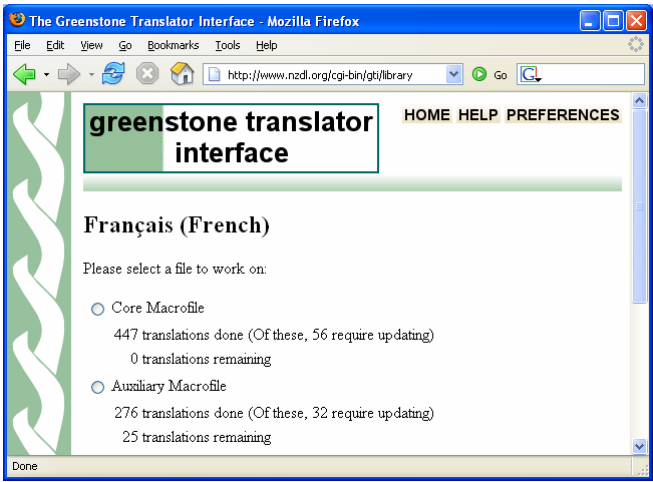 The Greenstone Translator Interface - Mozilla Firefox
File Edit View Go Bookmarks Tools Help
http://www.nzdl.org/cgi-bin/gti/library Go G
greenstone translator
interface
HOME HELP PREFERENCES
Français (French)
Please select a file to work on:
Core Macrofile
447 translations done (Of these, 56 require updating)
0 translations remaining
Auxiliary Macrofile
276 translations done (Of these, 32 require updating)
25 translations remaining
Done